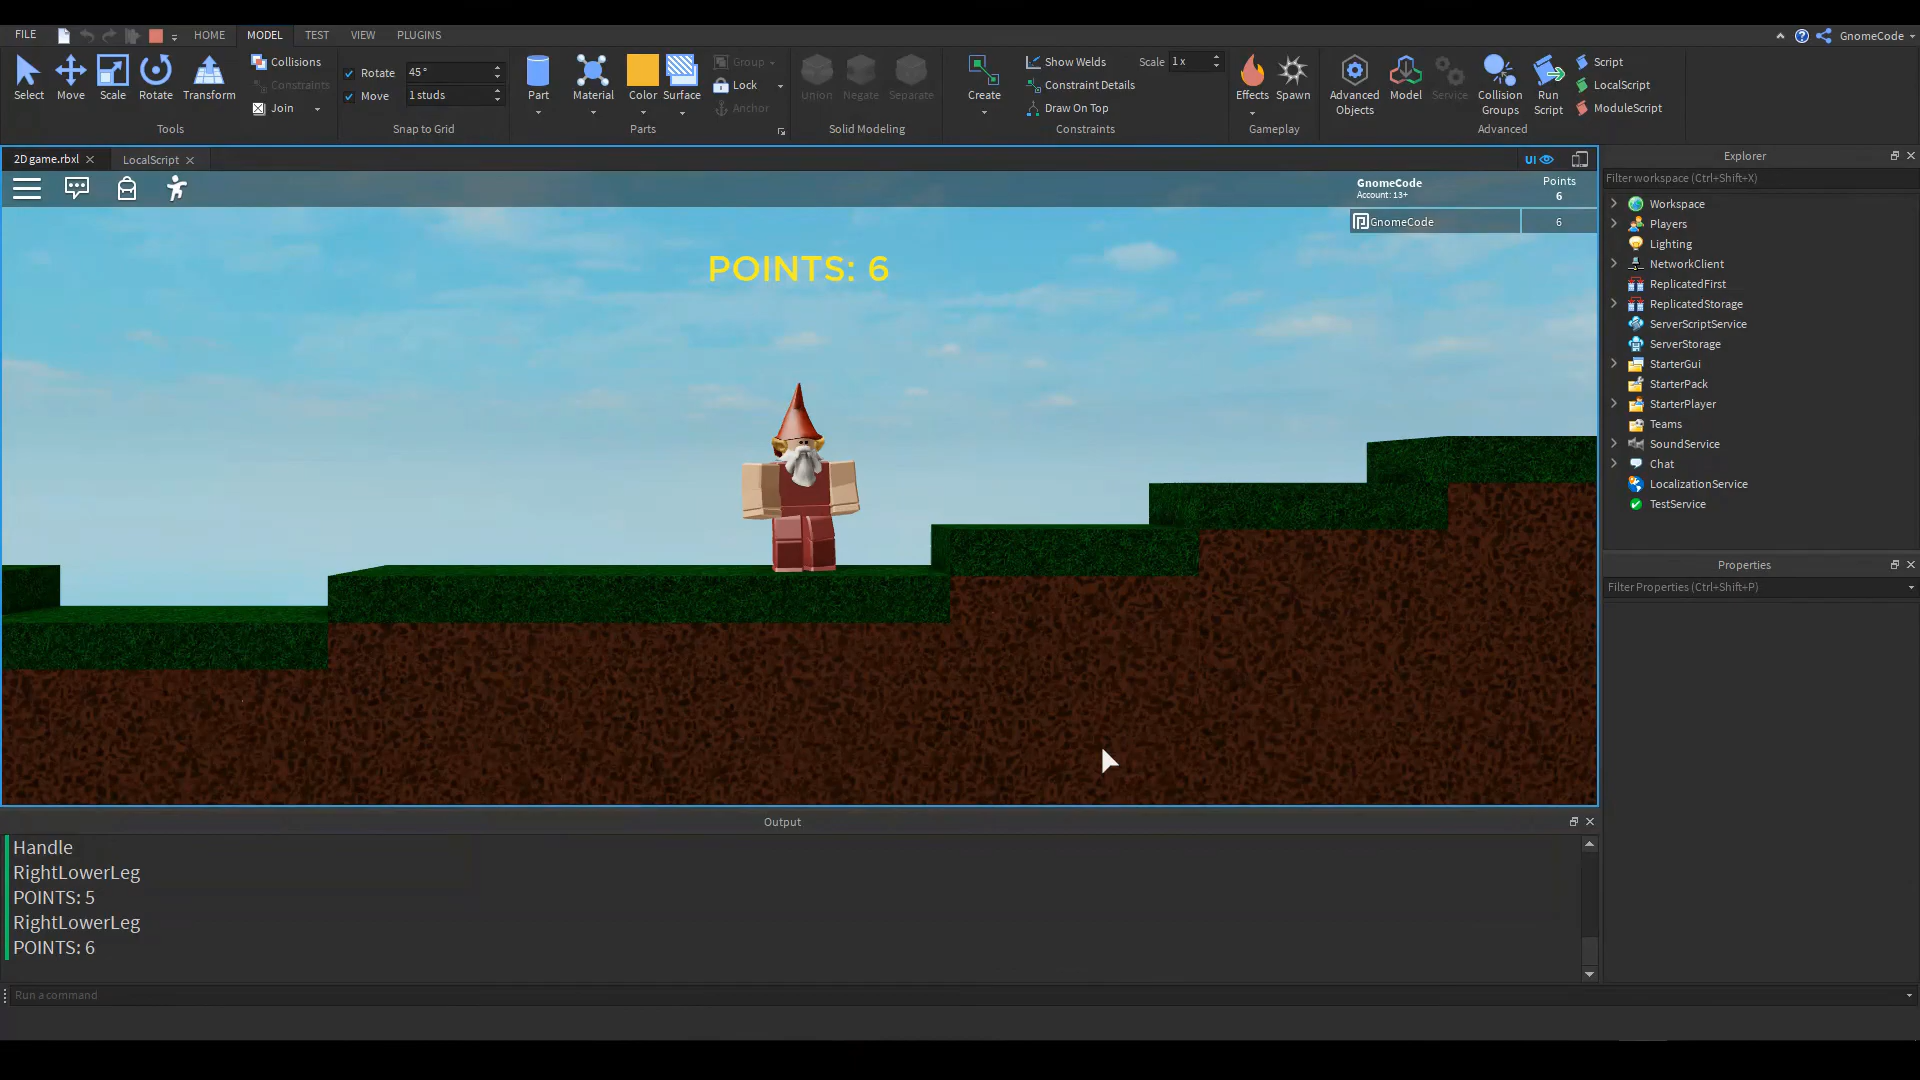 FILE HOME MODEL TEST VIEW PLUGINS GnomeCode
Select Move Scale Rotate Transform
Collisions
Constraints
Join
Tools
Rotate 45°
Move 1 studs
Snap to Grid
Part Material Color Surface
Group
Lock
Anchor
Parts
Union Negate Separate
Solid Modeling
Create
Show Welds Scale 1 x
Constraint Details
Draw On Top
Constraints
Effects Spawn
Gameplay
Advanced Objects Model Service Collision Groups Run Script
Script
LocalScript
ModuleScript
Advanced
2D game.rbxl LocalScript UI
GnomeCode
Account: 13+
Points
6
GnomeCode 6
POINTS: 6
Explorer
Filter workspace (Ctrl+Shift+X)
Workspace
Players
Lighting
NetworkClient
ReplicatedFirst
ReplicatedStorage
ServerScriptService
ServerStorage
StarterGui
StarterPack
StarterPlayer
Teams
SoundService
Chat
LocalizationService
TestService
Properties
Filter Properties (Ctrl+Shift+P)
Output
Handle
RightLowerLeg
POINTS: 5
RightLowerLeg
POINTS: 6
Run a command